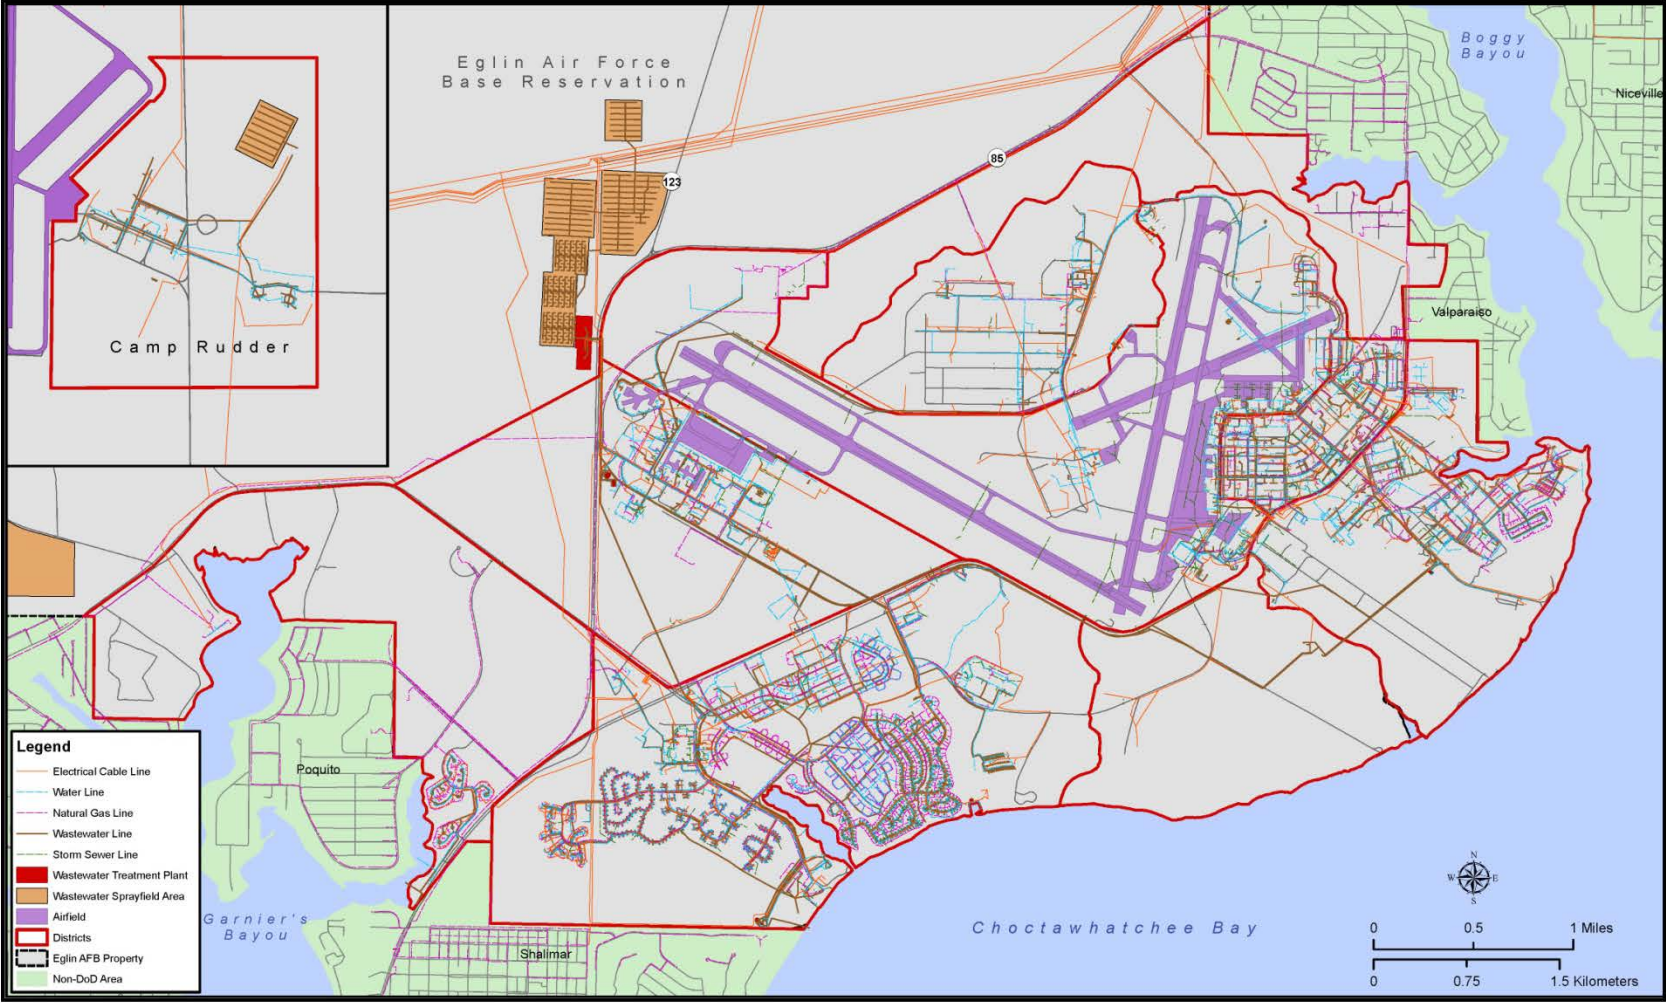 Eglin Air Force
Base Reservation
Boggy
Bayou
Niceville
123
85
Valparaiso
Camp Rudder
Legend
Electrical Cable Line
Water Line
Natural Gas Line
Wastewater Line
Storm Sewer Line
Wastewater Treatment Plant
Wastewater Sprayfield Area
Airfield
Districts
Eglin AFB Property
Non-DoD Area
Poquito
Garnier's
Bayou
Shalimar
Choctawhatchee Bay
N
W E
S
0 0.5 1 Miles
0 0.75 1.5 Kilometers